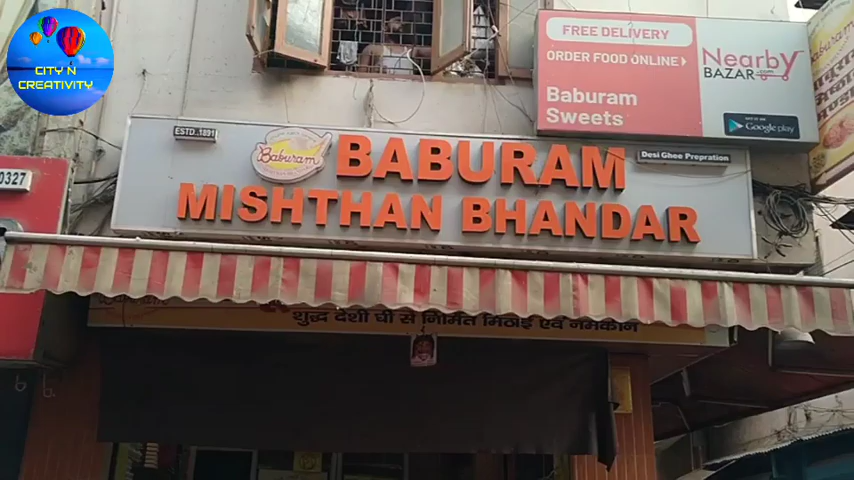 CITY N
CREATIVITY
FREE DELIVERY
ORDER FOOD ONLINE
Baburam
Sweets
Nearby
BAZAR.com
Google play
ESTD. 1891
Baburam
BABURAM
Desi Ghee Prepration
MISHTHAN BHANDAR
0327
शुद्ध देशी घी से निर्मित मिठाई एवं नमकीन